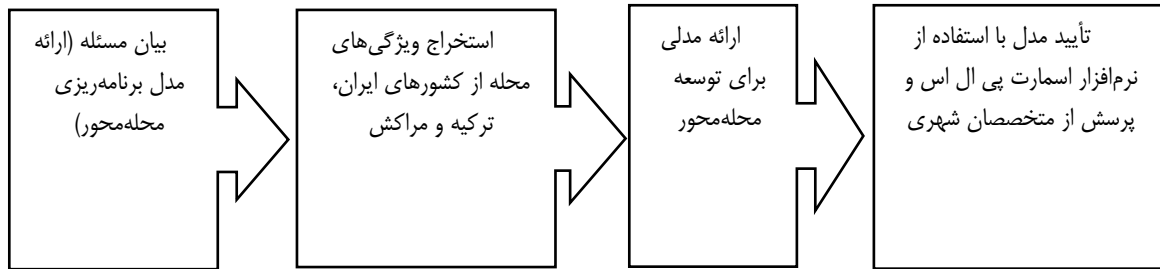 بیان مسئله (ارائه
مدل برنامه‌ریزی
محله‌محور)
استخراج ویژگی‌های
محله از کشورهای ایران،
ترکیه و مراکش
ارائه مدلی
برای توسعه
محله‌محور
تأیید مدل با استفاده از
نرم‌افزار اسمارت پی ال اس و
پرسش از متخصصان شهری